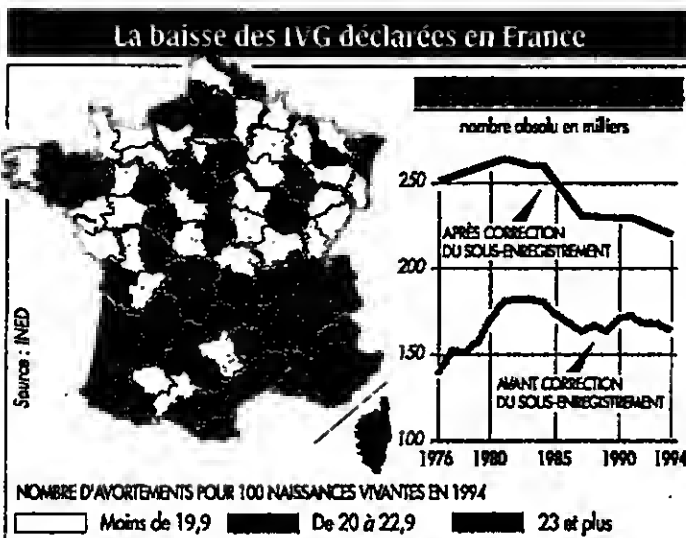 La baisse des IVG déclarées en France
nombre absolu en milliers
250
APRÈS CORRECTION
DU SOUS-ENREGISTREMENT
200
150
AVANT CORRECTION
DU SOUS-ENREGISTREMENT
100
1976 1980 1985 1990 1994
Source : INED
NOMBRE D'AVORTEMENTS POUR 100 NAISSANCES VIVANTES EN 1994
Moins de 19,9 De 20 à 22,9 23 et plus